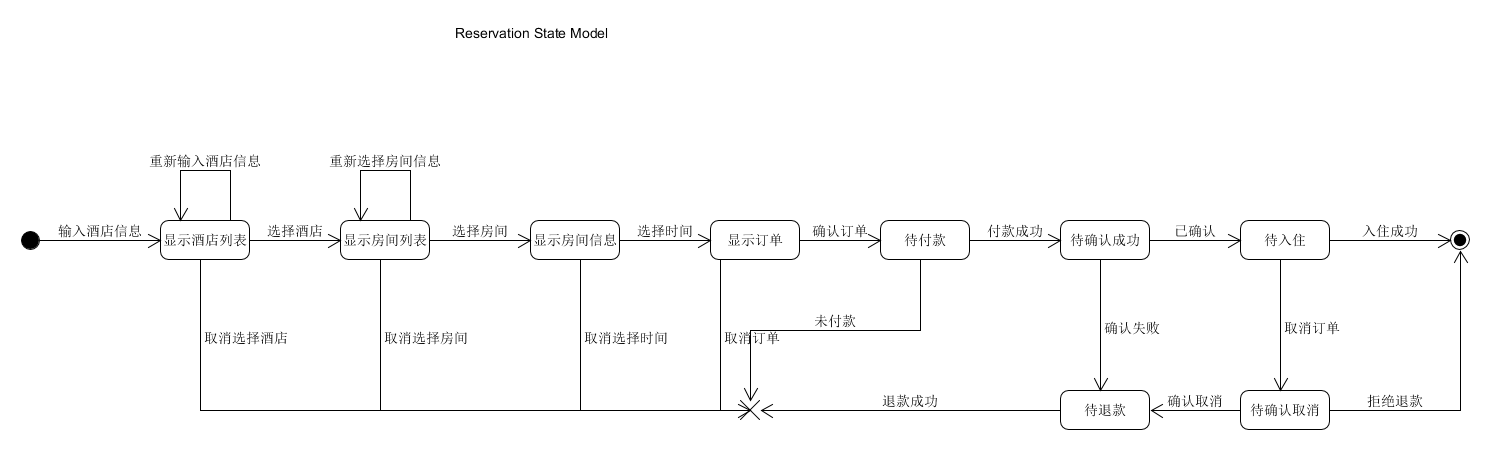 Reservation State Model
重新输入酒店信息
重新选择房间信息
输入酒店信息
显示酒店列表
选择酒店
显示房间列表
选择房间
显示房间信息
选择时间
显示订单
确认订单
待付款
付款成功
待确认成功
已确认
待入住
入住成功
未付款
取消选择酒店
取消选择房间
取消选择时间
取消订单
确认失败
取消订单
退款成功
待退款
确认取消
待确认取消
拒绝退款